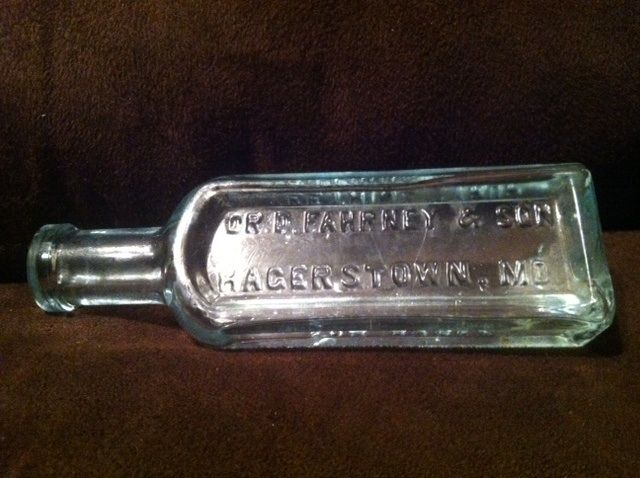 DR. D. FAHRNEY & SON
HAGERSTOWN, MD